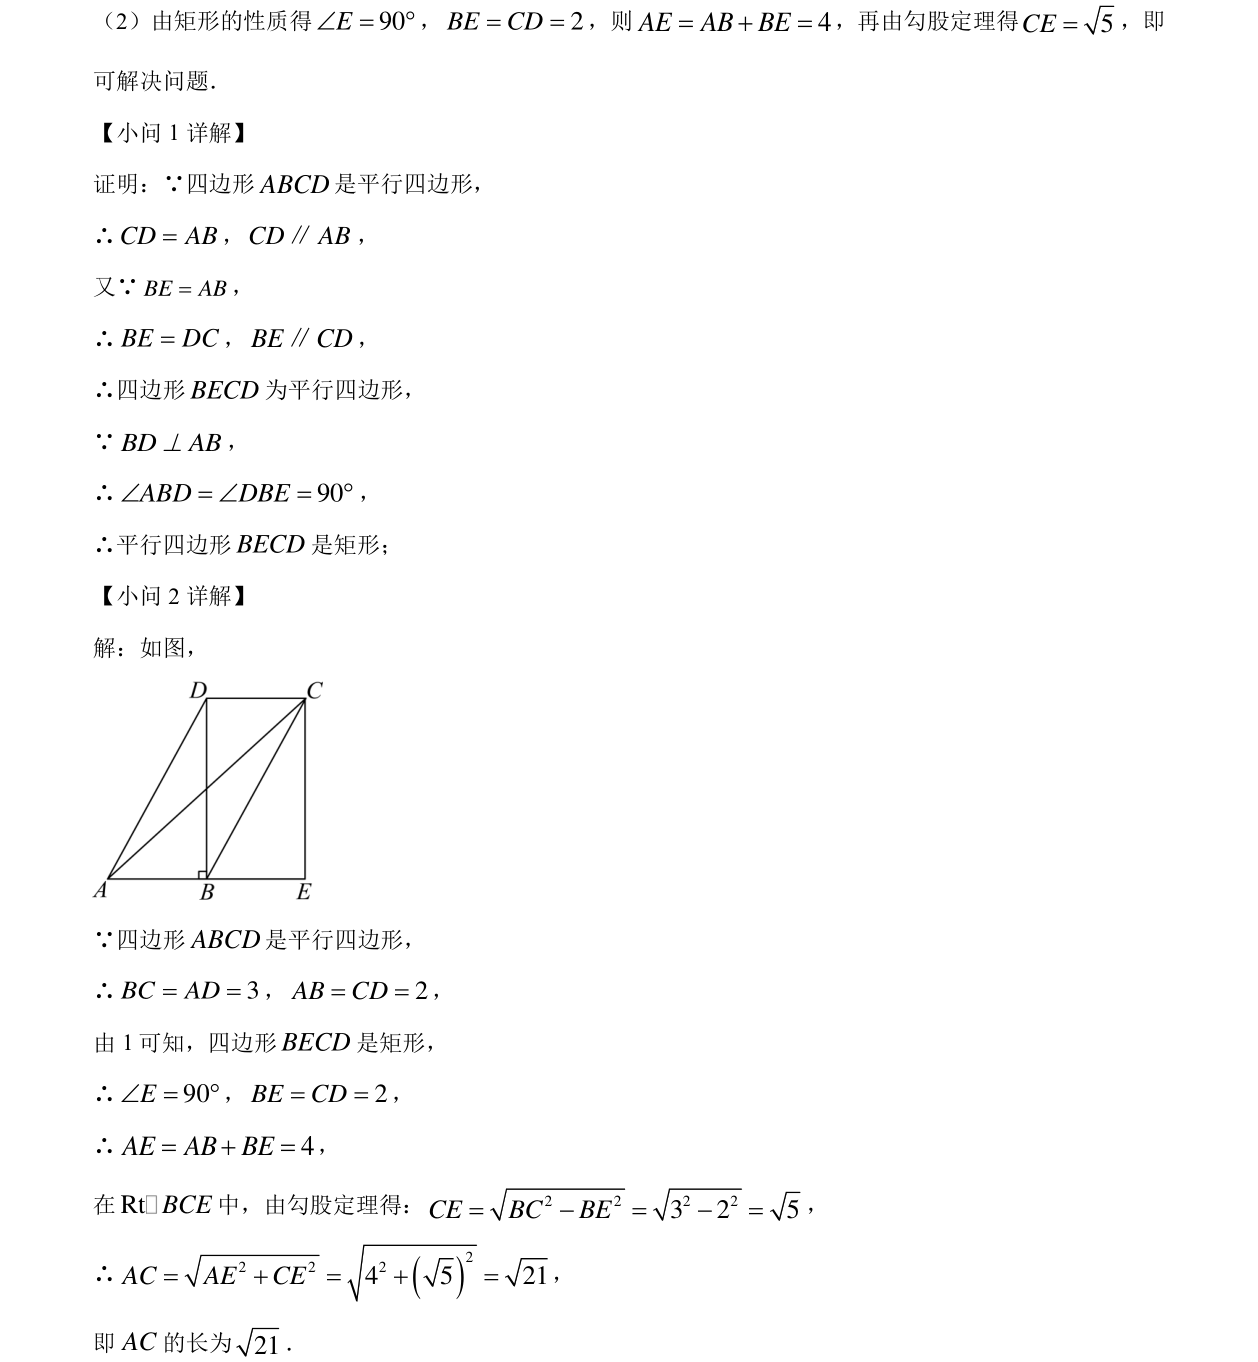 （2）由矩形的性质得∠E=90°，BE=CD=2，则AE=AB+BE=4，再由勾股定理得CE=√5，即
可解决问题．
【小问1详解】
证明：∵四边形ABCD是平行四边形，
∴CD=AB，CD∥AB，
又∵BE=AB，
∴BE=DC，BE∥CD，
∴四边形BECD为平行四边形，
∵BD⊥AB，
∴∠ABD=∠DBE=90°，
∴平行四边形BECD是矩形；
【小问2详解】
解：如图，
D C
A B E
∵四边形ABCD是平行四边形，
∴BC=AD=3，AB=CD=2，
由1可知，四边形BECD是矩形，
∴∠E=90°，BE=CD=2，
∴AE=AB+BE=4，
在Rt□BCE中，由勾股定理得：CE=√(BC²−BE²)=√(3²−2²)=√5，
∴AC=√(AE²+CE²)=√(4²+(√5)²)=√21，
即AC的长为√21．